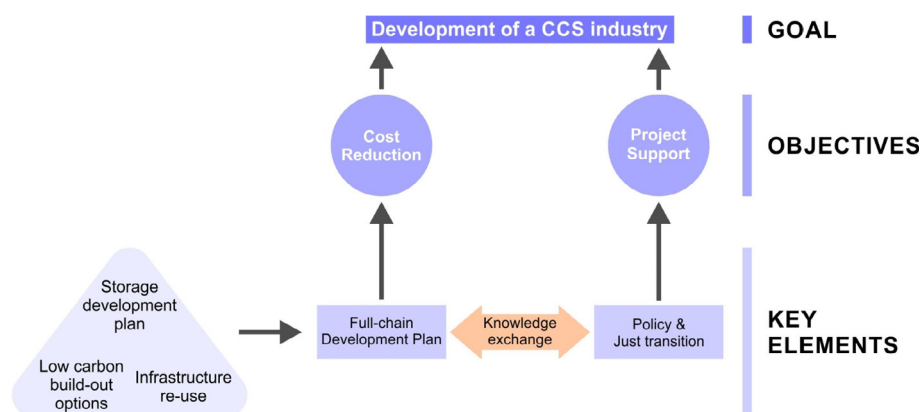 Development of a CCS industry
GOAL
Cost
Reduction
Project
Support
OBJECTIVES
Storage
development
plan
Low carbon
build-out
options
Infrastructure
re-use
Full-chain
Development Plan
Knowledge
exchange
Policy &
Just transition
KEY
ELEMENTS